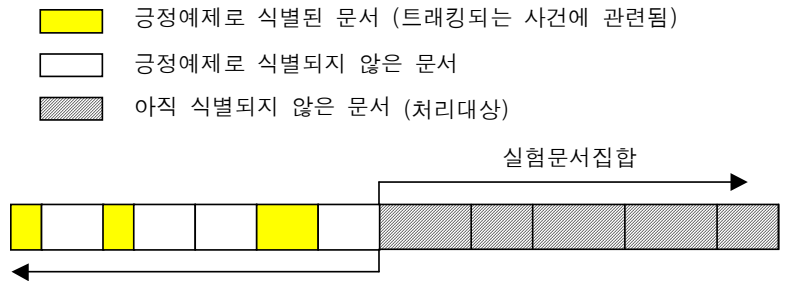 긍정예제로 식별된 문서 (트래킹되는 사건에 관련됨)
긍정예제로 식별되지 않은 문서
아직 식별되지 않은 문서 (처리대상)
실험문서집합